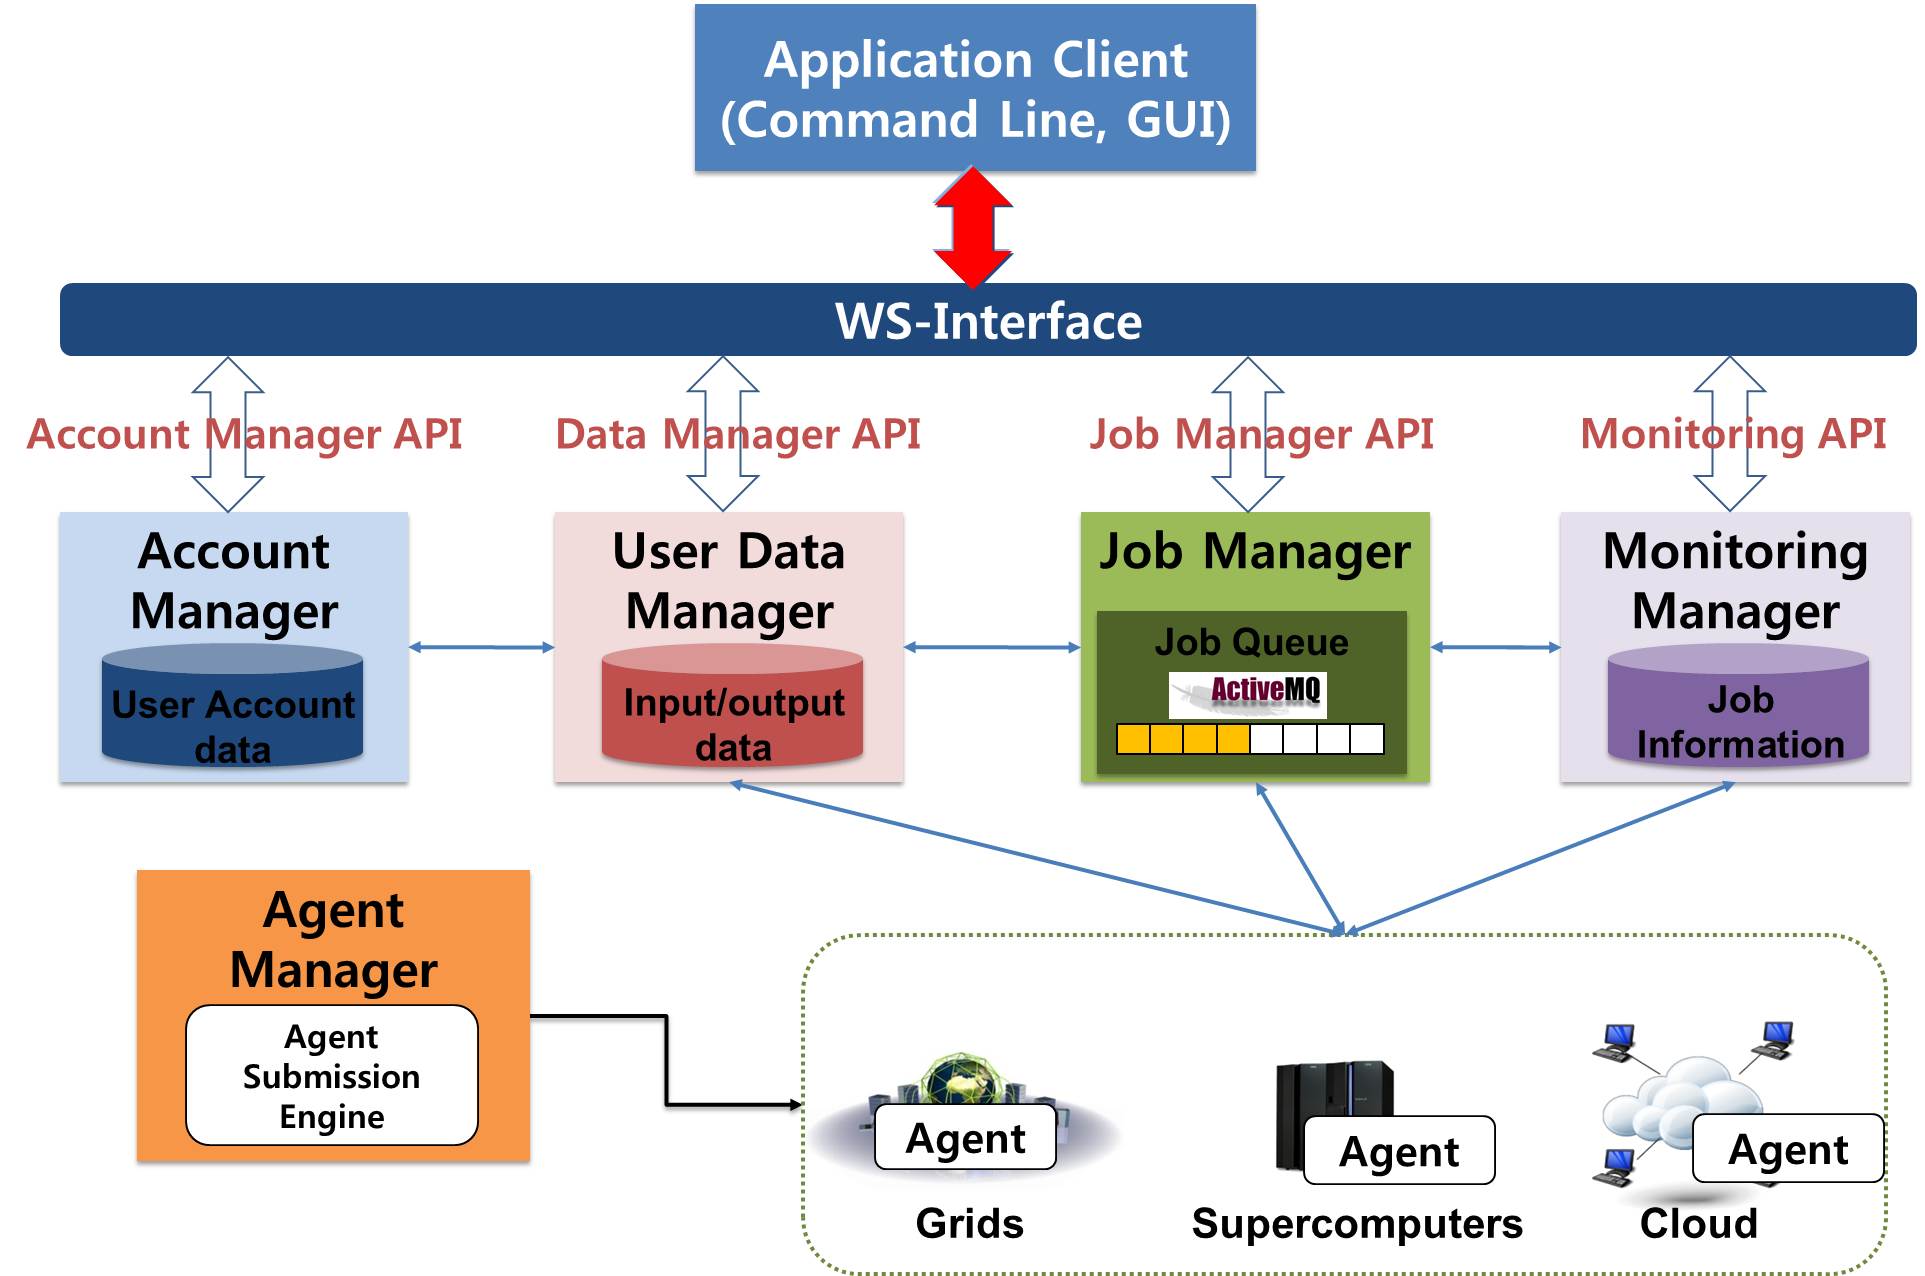 Application Client
(Command Line, GUI)
WS-Interface
Account Manager API
Data Manager API
Job Manager API
Monitoring API
Account
Manager
User Account
data
User Data
Manager
Input/output
data
Job Manager
Job Queue
ActiveMQ
Monitoring
Manager
Job
Information
Agent
Manager
Agent
Submission
Engine
Agent
Grids
Agent
Supercomputers
Agent
Cloud